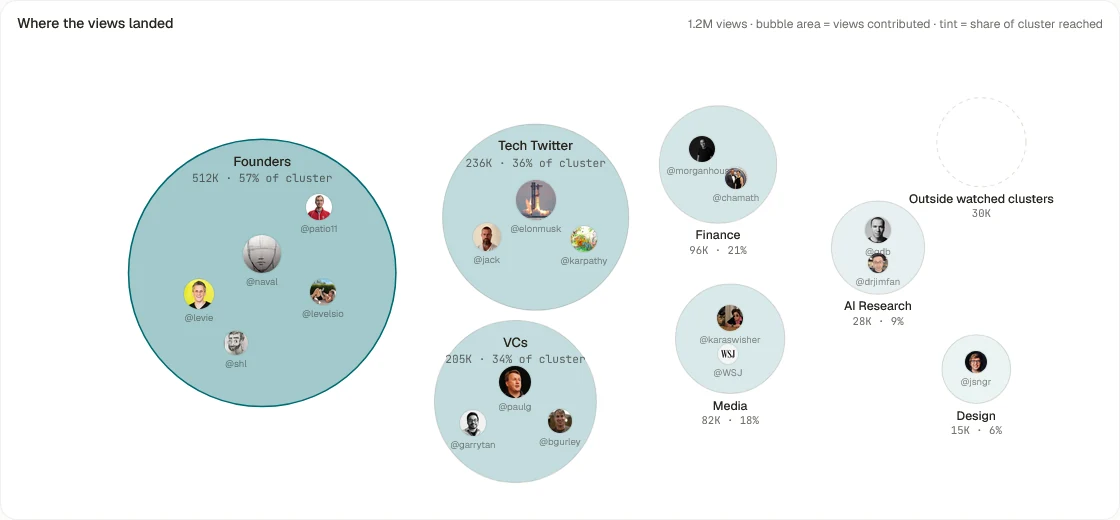 Where the views landed
1.2M views · bubble area = views contributed · tint = share of cluster reached
Founders
512K · 57% of cluster
@patio11
@naval
@levie
@levelsio
@shl
Tech Twitter
236K · 36% of cluster
@elonmusk
@jack
@karpathy
VCs
205K · 34% of cluster
@paulg
@garrytan
@bgurley
@morganhous
@chamath
Finance
96K · 21%
@karaswisher
WSJ
@WSJ
Media
82K · 18%
Outside watched clusters
30K
@gdb
@drjimfan
AI Research
28K · 9%
@jsngr
Design
15K · 6%